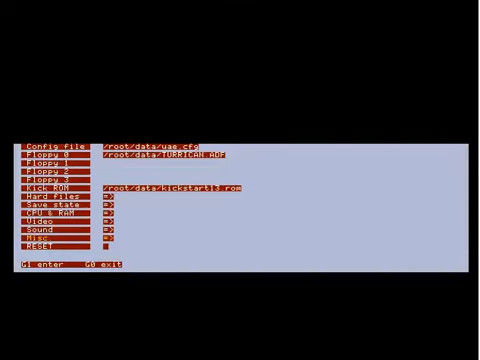 Config file /root/data/uae.cfg
Floppy 0 /root/data/TURRICAN.ADF
Floppy 1
Floppy 2
Floppy 3
Kick ROM /root/data/kickstart13.rom
Hard files =>
Save state =>
CPU & RAM =>
Video =>
Sound =>
Misc. =>
RESET
G1 enter G0 exit